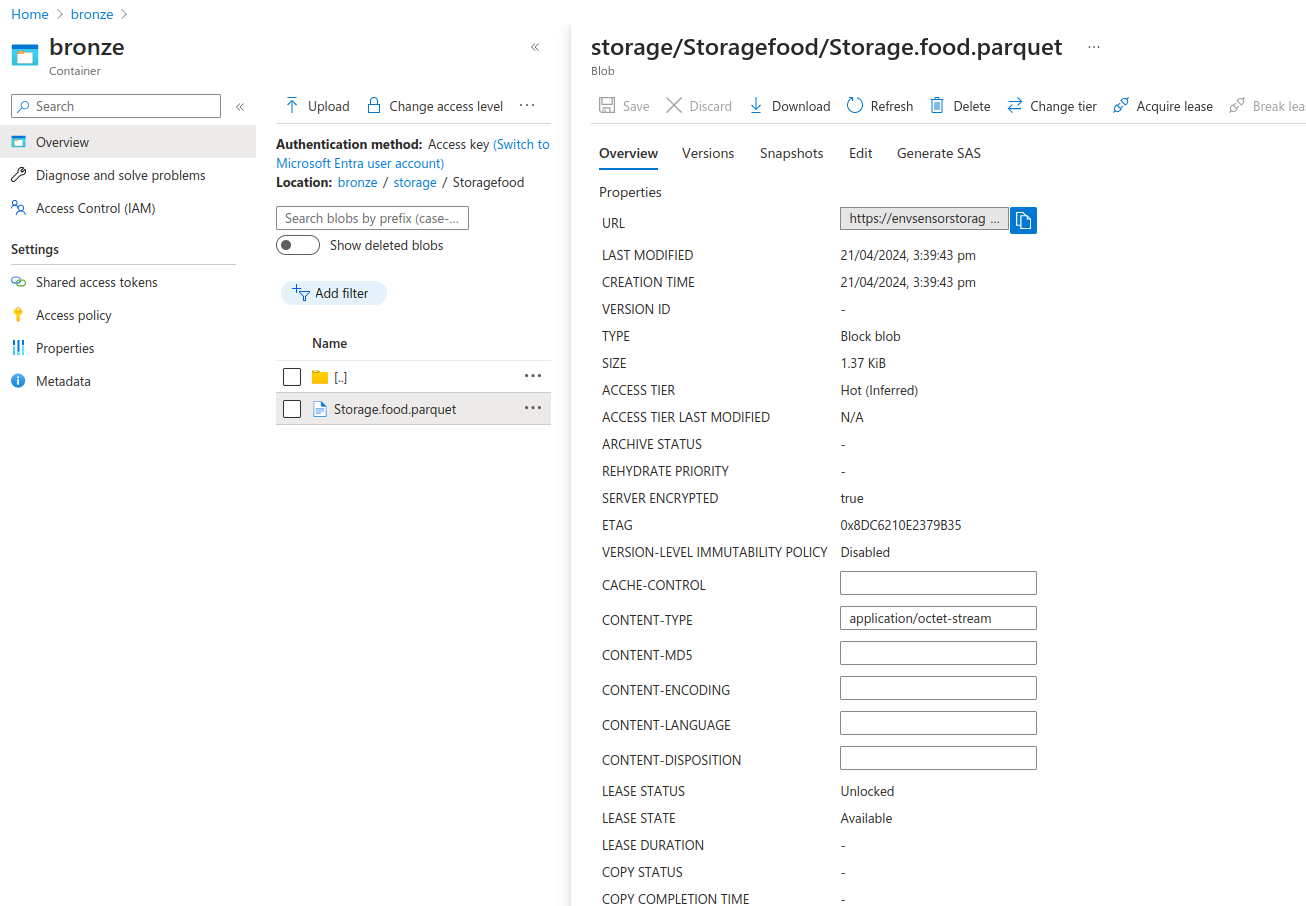 Home > bronze >
bronze
Container
Search
Overview
Diagnose and solve problems
Access Control (IAM)
Settings
Shared access tokens
Access policy
Properties
Metadata
Upload Change access level ...
Authentication method: Access key (Switch to
Microsoft Entra user account)
Location: bronze / storage / Storagefood
Search blobs by prefix (case-...
Show deleted blobs
Add filter
Name
[..] ...
Storage.food.parquet ...
storage/Storagefood/Storage.food.parquet ...
Blob
Save Discard Download Refresh Delete Change tier Acquire lease Break lea
Overview Versions Snapshots Edit Generate SAS
Properties
URL https://envsensorstorag ...
LAST MODIFIED 21/04/2024, 3:39:43 pm
CREATION TIME 21/04/2024, 3:39:43 pm
VERSION ID -
TYPE Block blob
SIZE 1.37 KiB
ACCESS TIER Hot (Inferred)
ACCESS TIER LAST MODIFIED N/A
ARCHIVE STATUS -
REHYDRATE PRIORITY -
SERVER ENCRYPTED true
ETAG 0x8DC6210E2379B35
VERSION-LEVEL IMMUTABILITY POLICY Disabled
CACHE-CONTROL
CONTENT-TYPE application/octet-stream
CONTENT-MD5
CONTENT-ENCODING
CONTENT-LANGUAGE
CONTENT-DISPOSITION
LEASE STATUS Unlocked
LEASE STATE Available
LEASE DURATION -
COPY STATUS -
COPY COMPLETION TIME -